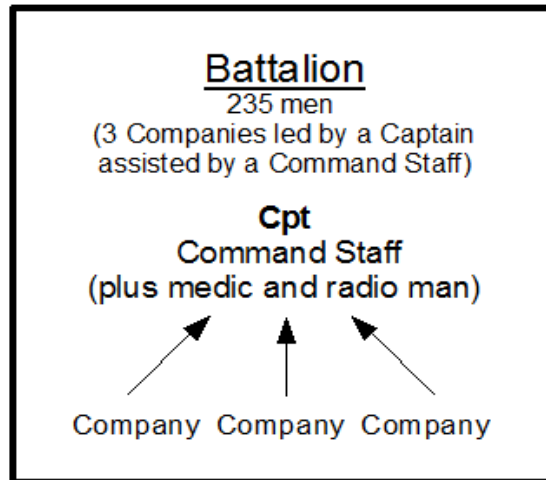 Battalion
235 men
(3 Companies led by a Captain
assisted by a Command Staff)
Cpt
Command Staff
(plus medic and radio man)
Company Company Company